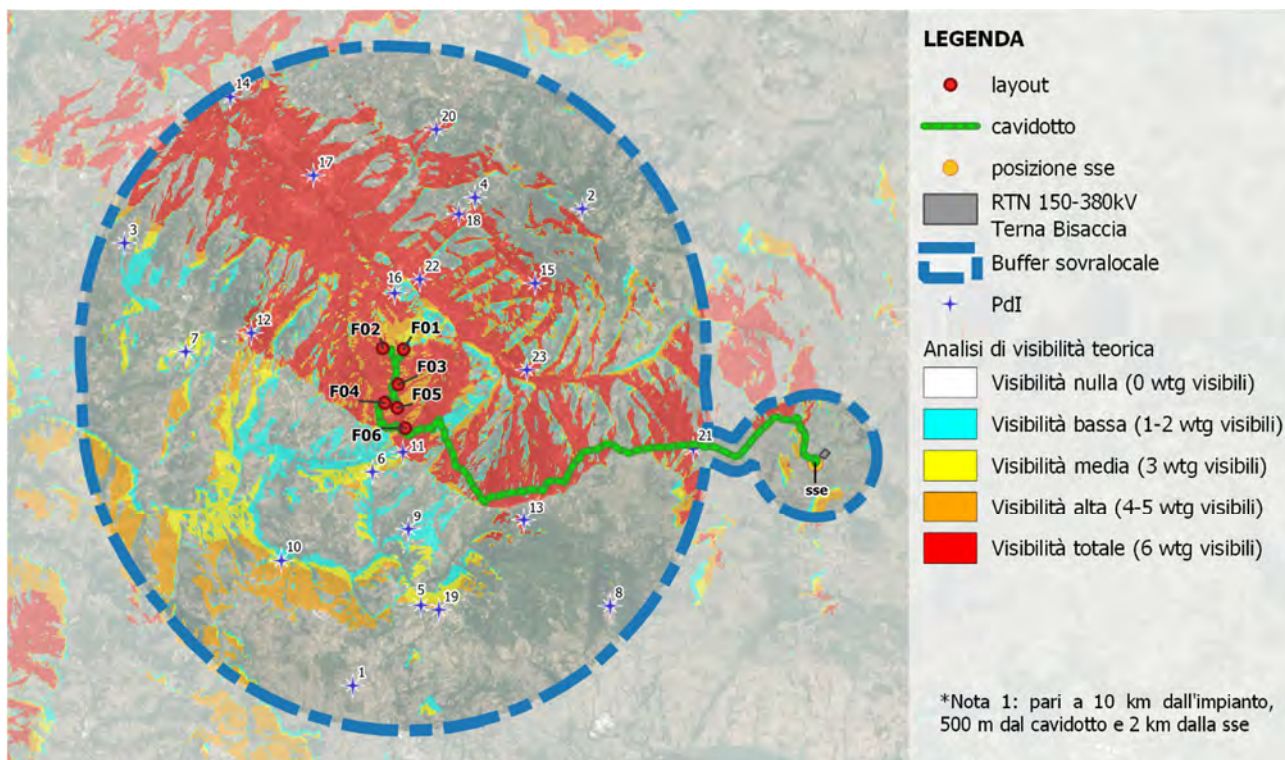 LEGENDA
layout
cavidotto
posizione sse
RTN 150-380kV
Terna Bisaccia
Buffer sovralocale
PdI
Analisi di visibilità teorica
Visibilità nulla (0 wtg visibili)
Visibilità bassa (1-2 wtg visibili)
Visibilità media (3 wtg visibili)
Visibilità alta (4-5 wtg visibili)
Visibilità totale (6 wtg visibili)
*Nota 1: pari a 10 km dall'impianto,
500 m dal cavidotto e 2 km dalla sse
14
20
17
4
2
18
3
22
15
16
12
F02
F01
7
23
F03
F04
F05
F06
11
21
6
sse
13
9
10
5
19
8
1